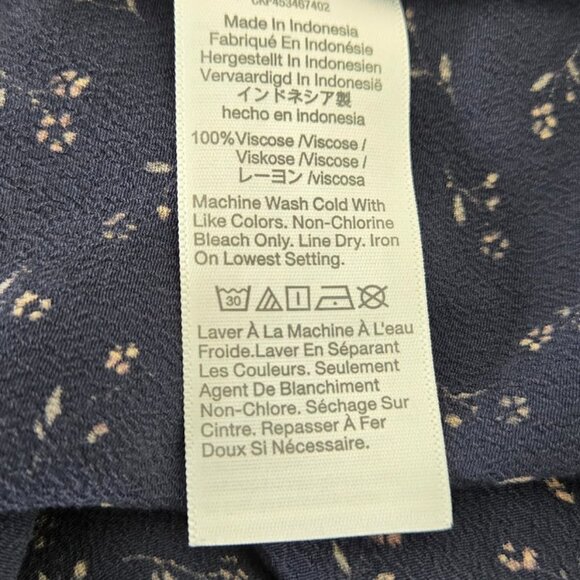 CKP453467402
Made In Indonesia
Fabriqué En Indonésie
Hergestellt In Indonesien
Vervaardigd In Indonesië
インドネシア製
hecho en indonesia
100%Viscose /Viscose /
Viskose /Viscose /
レーヨン /viscosa
Machine Wash Cold With
Like Colors. Non-Chlorine
Bleach Only. Line Dry. Iron
On Lowest Setting.
30
Laver À La Machine À L'eau
Froide.Laver En Séparant
Les Couleurs. Seulement
Agent De Blanchiment
Non-Chlore. Séchage Sur
Cintre. Repasser À Fer
Doux Si Nécessaire.